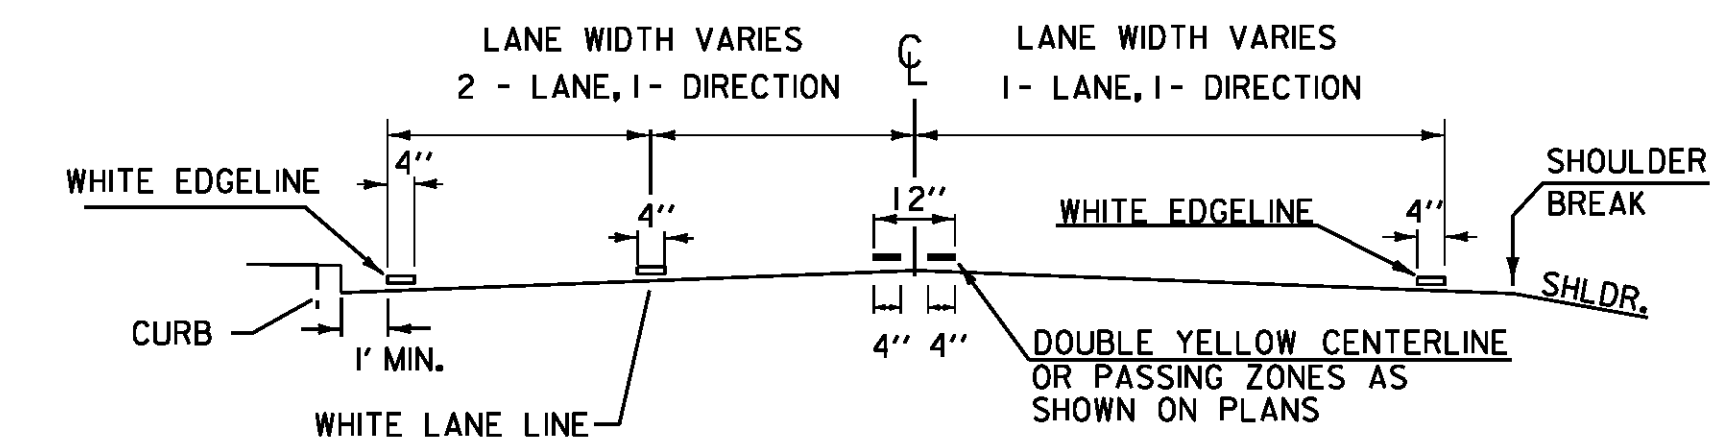 LANE WIDTH VARIES
2 - LANE, 1 - DIRECTION
CL
LANE WIDTH VARIES
1 - LANE, 1 - DIRECTION
4''
WHITE EDGELINE
4''
12''
WHITE EDGELINE
4''
SHOULDER
BREAK
CURB
1' MIN.
4'' 4''
SHLDR.
DOUBLE YELLOW CENTERLINE
OR PASSING ZONES AS
SHOWN ON PLANS
WHITE LANE LINE